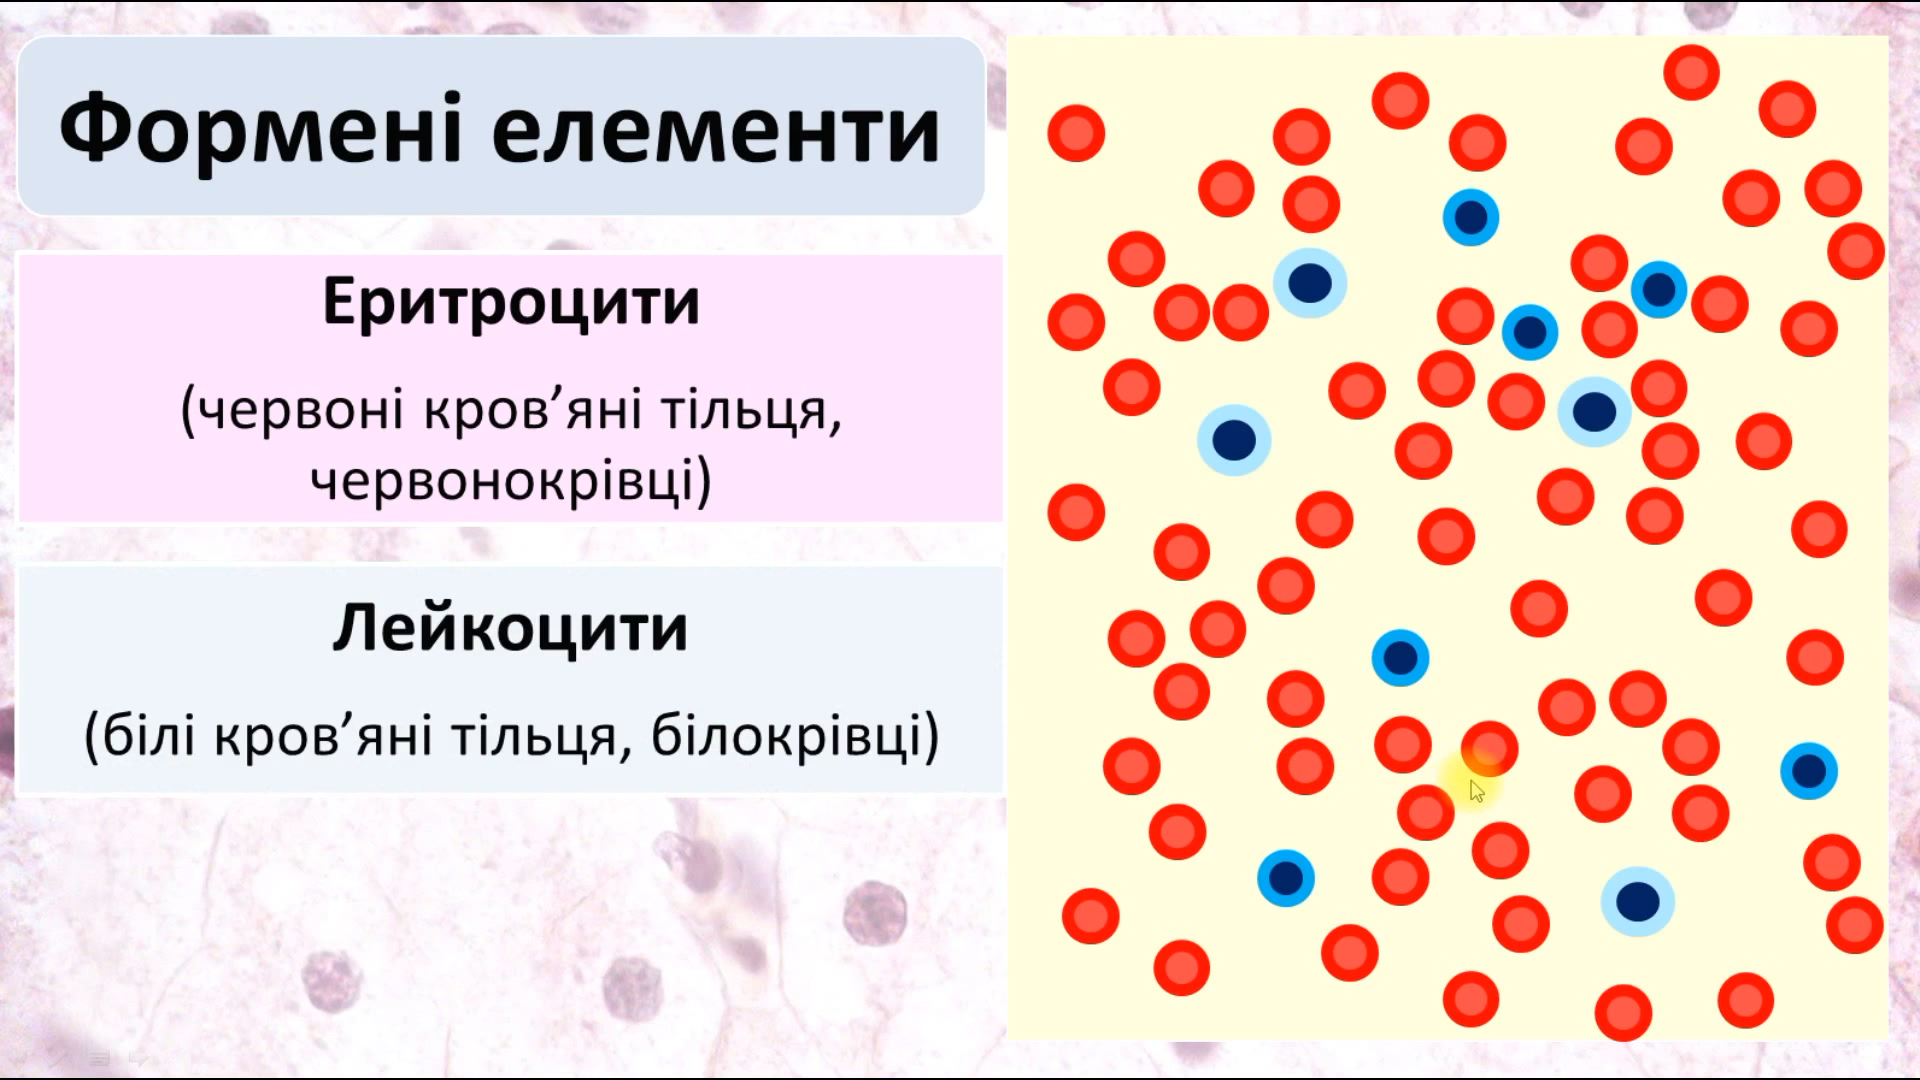 Формені елементи
Еритроцити
(червоні кров’яні тільця,
червонокрівці)
Лейкоцити
(білі кров’яні тільця, білокрівці)